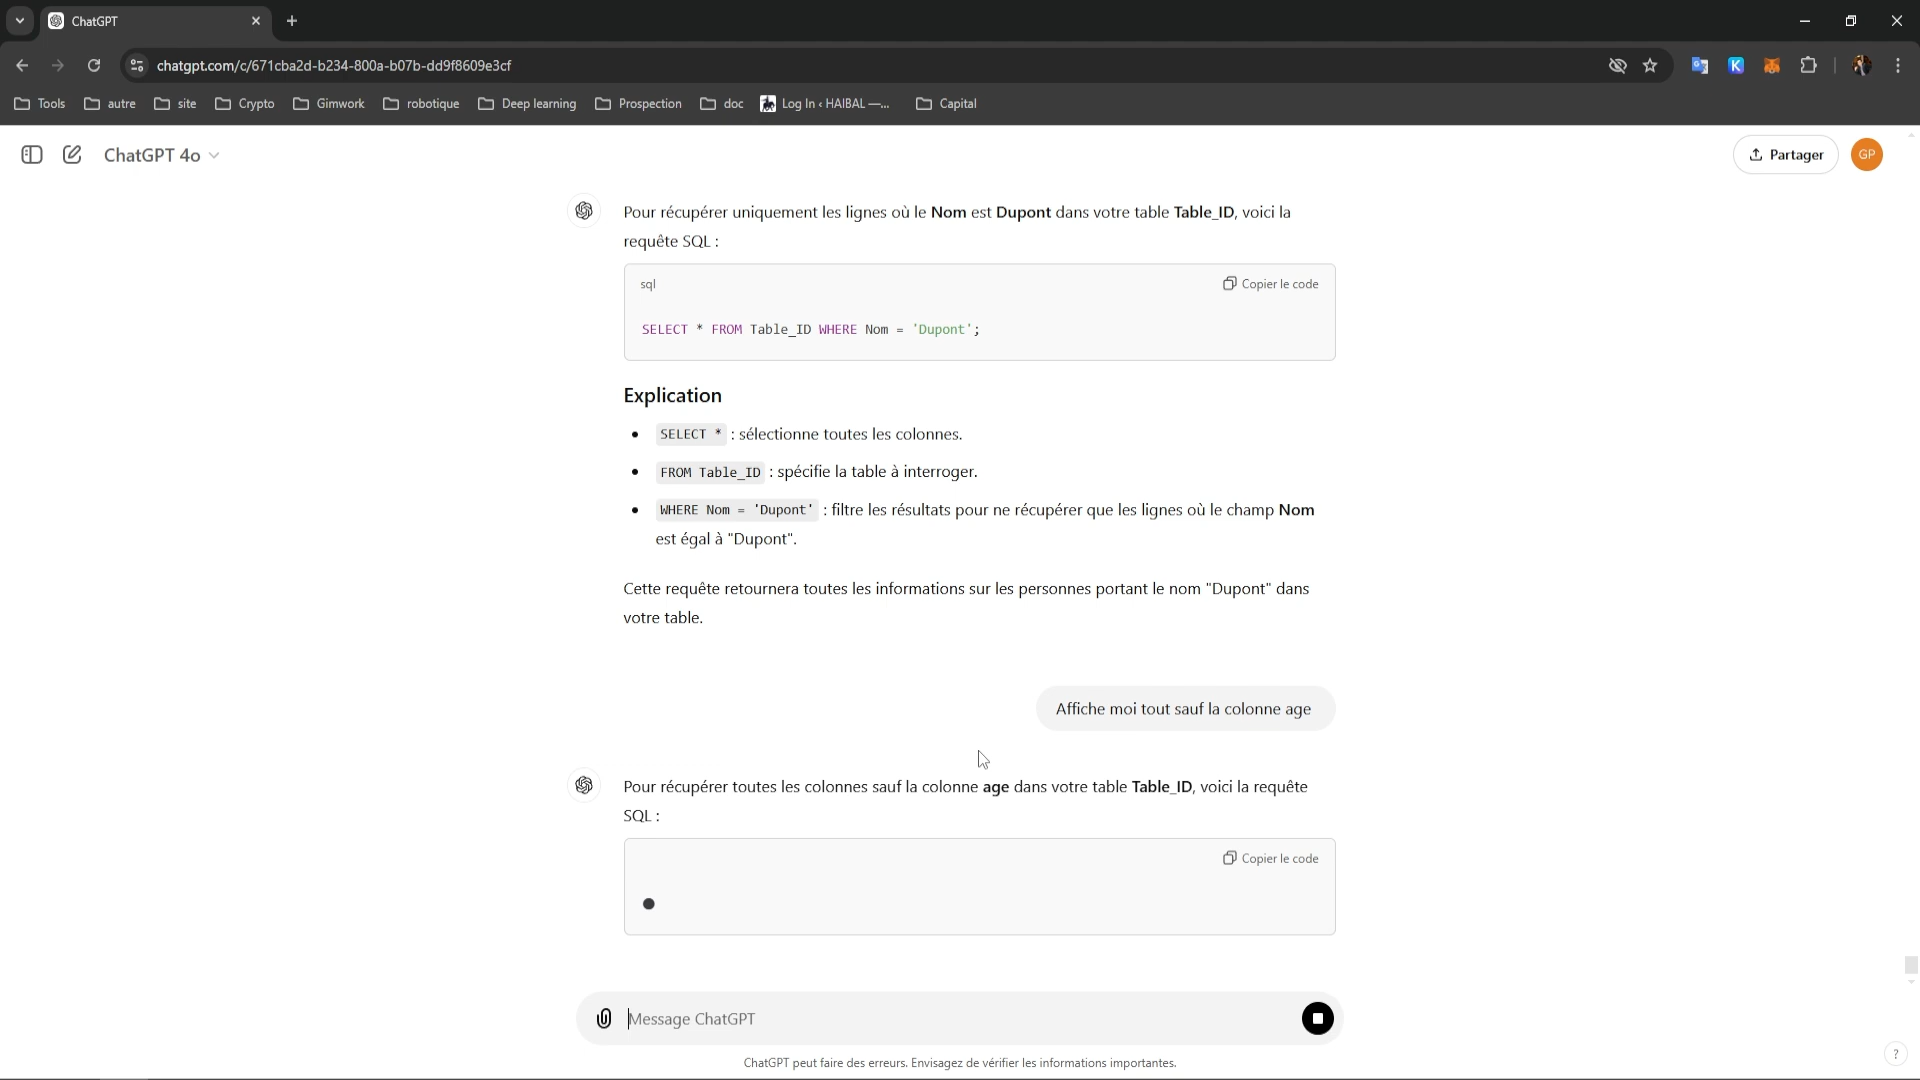 ChatGPT
chatgpt.com/c/671cba2d-b234-800a-b07b-dd9f8609e3cf
Tools autre site Crypto Gimwork robotique Deep learning Prospection doc Log In ‹ HAIBAL —... Capital
ChatGPT 4o
Partager
GP
Pour récupérer uniquement les lignes où le Nom est Dupont dans votre table Table_ID, voici la
requête SQL :
sql
Copier le code
SELECT * FROM Table_ID WHERE Nom = 'Dupont';
Explication
SELECT * : sélectionne toutes les colonnes.
FROM Table_ID : spécifie la table à interroger.
WHERE Nom = 'Dupont' : filtre les résultats pour ne récupérer que les lignes où le champ Nom
est égal à "Dupont".
Cette requête retournera toutes les informations sur les personnes portant le nom "Dupont" dans
votre table.
Affiche moi tout sauf la colonne age
Pour récupérer toutes les colonnes sauf la colonne age dans votre table Table_ID, voici la requête
SQL :
Copier le code
Message ChatGPT
ChatGPT peut faire des erreurs. Envisagez de vérifier les informations importantes.
?